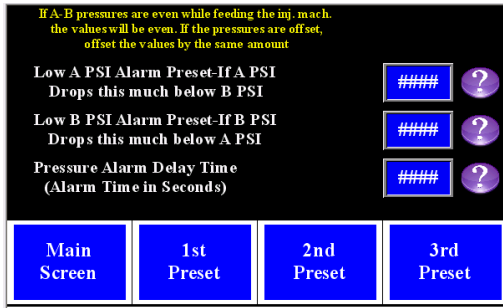 If A-B pressures are even while feeding the inj. mach.
the values will be even. If the pressures are offset,
offset the values by the same amount
Low A PSI Alarm Preset-If A PSI
Drops this much below B PSI
####
?
Low B PSI Alarm Preset-If B PSI
Drops this much below A PSI
####
?
Pressure Alarm Delay Time
(Alarm Time in Seconds)
####
?
Main
Screen
1st
Preset
2nd
Preset
3rd
Preset